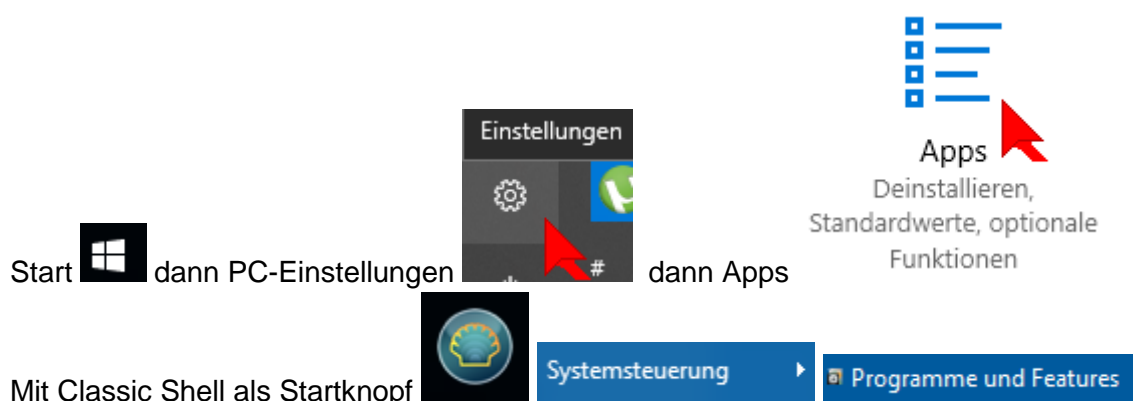 Einstellungen
Apps
Deinstallieren,
Standardwerte, optionale
Funktionen
#
Start dann PC-Einstellungen dann Apps
Mit Classic Shell als Startknopf Systemsteuerung Programme und Features